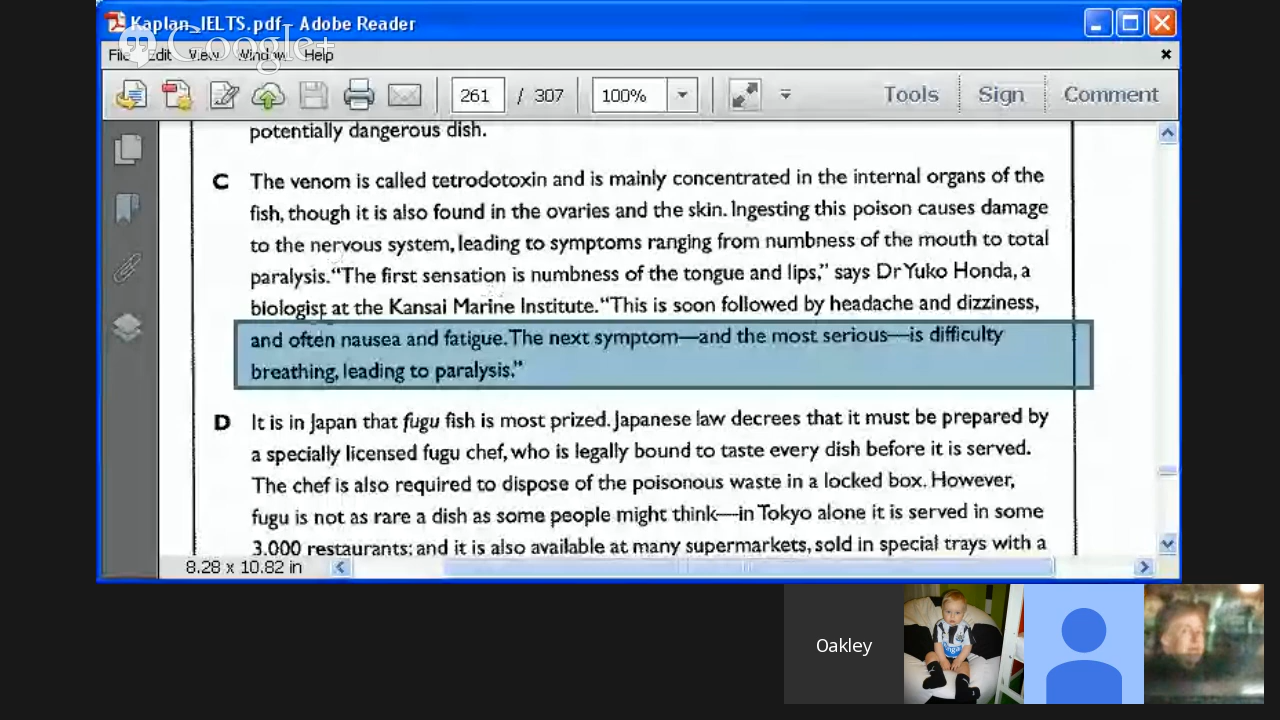 Kaplan_IELTS.pdf - Adobe Reader
Google+
File Edit View Window Help
261 / 307 100% Tools Sign Comment
potentially dangerous dish.
C The venom is called tetrodotoxin and is mainly concentrated in the internal organs of the
fish, though it is also found in the ovaries and the skin. Ingesting this poison causes damage
to the nervous system, leading to symptoms ranging from numbness of the mouth to total
paralysis. “The first sensation is numbness of the tongue and lips,” says Dr Yuko Honda, a
biologist at the Kansai Marine Institute. “This is soon followed by headache and dizziness,
and often nausea and fatigue. The next symptom—and the most serious—is difficulty
breathing, leading to paralysis.”
D It is in Japan that fugu fish is most prized. Japanese law decrees that it must be prepared by
a specially licensed fugu chef, who is legally bound to taste every dish before it is served.
The chef is also required to dispose of the poisonous waste in a locked box. However,
fugu is not as rare a dish as some people might think—in Tokyo alone it is served in some
3,000 restaurants; and it is also available at many supermarkets, sold in special trays with a
8.28 x 10.82 in
Oakley